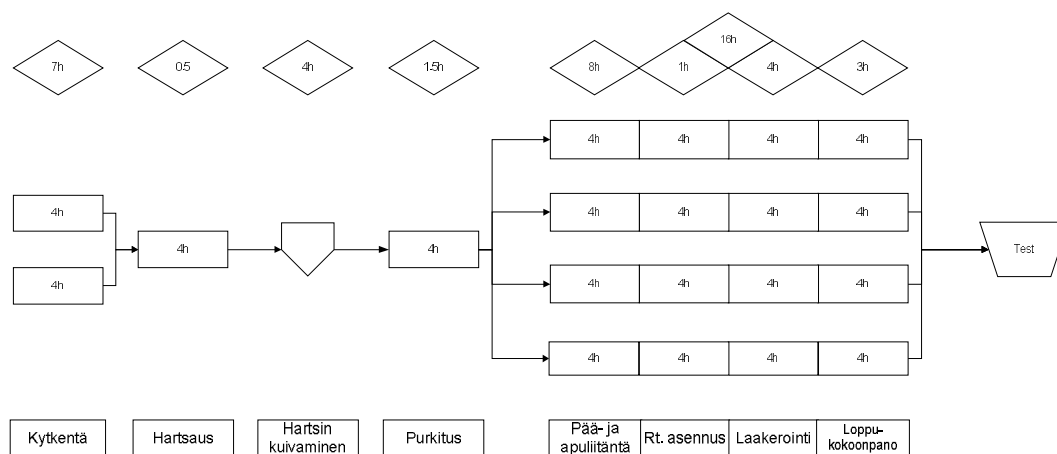 16h
7h
0.5
4h
1.5h
8h
1h
4h
3h
4h
4h
4h
4h
4h
4h
4h
4h
4h
4h
4h
Test
4h
4h
4h
4h
4h
4h
4h
4h
4h
Kytkentä
Hartsaus
Hartsin
kuivaminen
Purkitus
Pää- ja
apuliitäntä
Rt. asennus
Laakerointi
Loppu-
kokoonpano